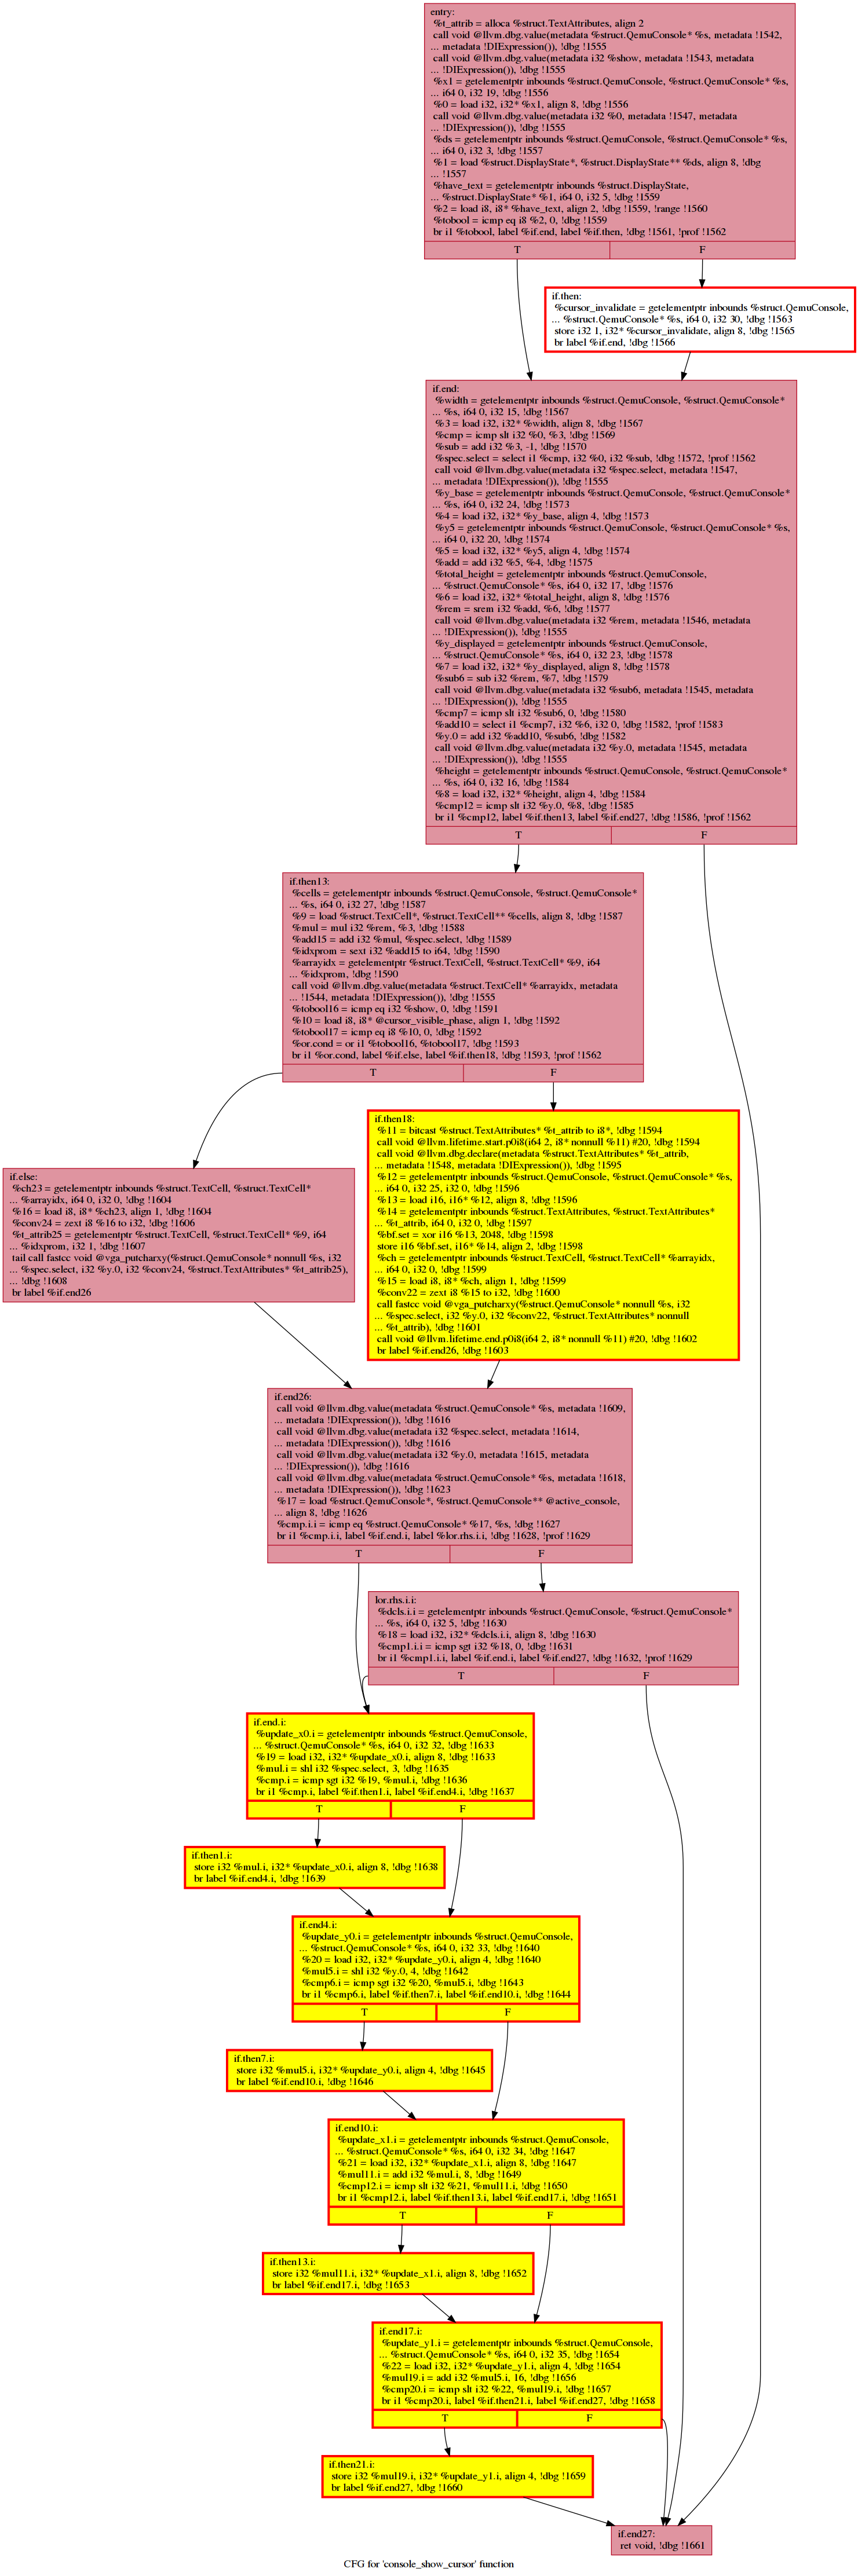 entry:
%t_attrib = alloca %struct.TextAttributes, align 2
call void @llvm.dbg.value(metadata %struct.QemuConsole* %s, metadata !1542,
... metadata !DIExpression()), !dbg !1555
call void @llvm.dbg.value(metadata i32 %show, metadata !1543, metadata
... !DIExpression()), !dbg !1555
%x1 = getelementptr inbounds %struct.QemuConsole, %struct.QemuConsole* %s,
... i64 0, i32 19, !dbg !1556
%0 = load i32, i32* %x1, align 8, !dbg !1556
call void @llvm.dbg.value(metadata i32 %0, metadata !1547, metadata
... !DIExpression()), !dbg !1555
%ds = getelementptr inbounds %struct.QemuConsole, %struct.QemuConsole* %s,
... i64 0, i32 3, !dbg !1557
%1 = load %struct.DisplayState*, %struct.DisplayState** %ds, align 8, !dbg
... !1557
%have_text = getelementptr inbounds %struct.DisplayState,
... %struct.DisplayState* %1, i64 0, i32 5, !dbg !1559
%2 = load i8, i8* %have_text, align 2, !dbg !1559, !range !1560
%tobool = icmp eq i8 %2, 0, !dbg !1559
br i1 %tobool, label %if.end, label %if.then, !dbg !1561, !prof !1562
T F
if.then:
%cursor_invalidate = getelementptr inbounds %struct.QemuConsole,
... %struct.QemuConsole* %s, i64 0, i32 30, !dbg !1563
store i32 1, i32* %cursor_invalidate, align 8, !dbg !1565
br label %if.end, !dbg !1566
if.end:
%width = getelementptr inbounds %struct.QemuConsole, %struct.QemuConsole*
... %s, i64 0, i32 15, !dbg !1567
%3 = load i32, i32* %width, align 8, !dbg !1567
%cmp = icmp slt i32 %0, %3, !dbg !1569
%sub = add i32 %3, -1, !dbg !1570
%spec.select = select i1 %cmp, i32 %0, i32 %sub, !dbg !1572, !prof !1562
call void @llvm.dbg.value(metadata i32 %spec.select, metadata !1547,
... metadata !DIExpression()), !dbg !1555
%y_base = getelementptr inbounds %struct.QemuConsole, %struct.QemuConsole*
... %s, i64 0, i32 24, !dbg !1573
%4 = load i32, i32* %y_base, align 4, !dbg !1573
%y5 = getelementptr inbounds %struct.QemuConsole, %struct.QemuConsole* %s,
... i64 0, i32 20, !dbg !1574
%5 = load i32, i32* %y5, align 4, !dbg !1574
%add = add i32 %5, %4, !dbg !1575
%total_height = getelementptr inbounds %struct.QemuConsole,
... %struct.QemuConsole* %s, i64 0, i32 17, !dbg !1576
%6 = load i32, i32* %total_height, align 8, !dbg !1576
%rem = srem i32 %add, %6, !dbg !1577
call void @llvm.dbg.value(metadata i32 %rem, metadata !1546, metadata
... !DIExpression()), !dbg !1555
%y_displayed = getelementptr inbounds %struct.QemuConsole,
... %struct.QemuConsole* %s, i64 0, i32 23, !dbg !1578
%7 = load i32, i32* %y_displayed, align 8, !dbg !1578
%sub6 = sub i32 %rem, %7, !dbg !1579
call void @llvm.dbg.value(metadata i32 %sub6, metadata !1545, metadata
... !DIExpression()), !dbg !1555
%cmp7 = icmp slt i32 %sub6, 0, !dbg !1580
%add10 = select i1 %cmp7, i32 %6, i32 0, !dbg !1582, !prof !1583
%y.0 = add i32 %add10, %sub6, !dbg !1582
call void @llvm.dbg.value(metadata i32 %y.0, metadata !1545, metadata
... !DIExpression()), !dbg !1555
%height = getelementptr inbounds %struct.QemuConsole, %struct.QemuConsole*
... %s, i64 0, i32 16, !dbg !1584
%8 = load i32, i32* %height, align 4, !dbg !1584
%cmp12 = icmp slt i32 %y.0, %8, !dbg !1585
br i1 %cmp12, label %if.then13, label %if.end27, !dbg !1586, !prof !1562
T F
if.then13:
%cells = getelementptr inbounds %struct.QemuConsole, %struct.QemuConsole*
... %s, i64 0, i32 27, !dbg !1587
%9 = load %struct.TextCell*, %struct.TextCell** %cells, align 8, !dbg !1587
%mul = mul i32 %rem, %3, !dbg !1588
%add15 = add i32 %mul, %spec.select, !dbg !1589
%idxprom = sext i32 %add15 to i64, !dbg !1590
%arrayidx = getelementptr %struct.TextCell, %struct.TextCell* %9, i64
... %idxprom, !dbg !1590
call void @llvm.dbg.value(metadata %struct.TextCell* %arrayidx, metadata
... !1544, metadata !DIExpression()), !dbg !1555
%tobool16 = icmp eq i32 %show, 0, !dbg !1591
%10 = load i8, i8* @cursor_visible_phase, align 1, !dbg !1592
%tobool17 = icmp eq i8 %10, 0, !dbg !1592
%or.cond = or i1 %tobool16, %tobool17, !dbg !1593
br i1 %or.cond, label %if.else, label %if.then18, !dbg !1593, !prof !1562
T F
if.then18:
%11 = bitcast %struct.TextAttributes* %t_attrib to i8*, !dbg !1594
call void @llvm.lifetime.start.p0i8(i64 2, i8* nonnull %11) #20, !dbg !1594
call void @llvm.dbg.declare(metadata %struct.TextAttributes* %t_attrib,
... metadata !1548, metadata !DIExpression()), !dbg !1595
%12 = getelementptr inbounds %struct.QemuConsole, %struct.QemuConsole* %s,
... i64 0, i32 25, i32 0, !dbg !1596
%13 = load i16, i16* %12, align 8, !dbg !1596
%14 = getelementptr inbounds %struct.TextAttributes, %struct.TextAttributes*
... %t_attrib, i64 0, i32 0, !dbg !1597
%bf.set = xor i16 %13, 2048, !dbg !1598
store i16 %bf.set, i16* %14, align 2, !dbg !1598
%ch = getelementptr inbounds %struct.TextCell, %struct.TextCell* %arrayidx,
... i64 0, i32 0, !dbg !1599
%15 = load i8, i8* %ch, align 1, !dbg !1599
%conv22 = zext i8 %15 to i32, !dbg !1600
call fastcc void @vga_putcharxy(%struct.QemuConsole* nonnull %s, i32
... %spec.select, i32 %y.0, i32 %conv22, %struct.TextAttributes* nonnull
... %t_attrib), !dbg !1601
call void @llvm.lifetime.end.p0i8(i64 2, i8* nonnull %11) #20, !dbg !1602
br label %if.end26, !dbg !1603
if.else:
%ch23 = getelementptr inbounds %struct.TextCell, %struct.TextCell*
... %arrayidx, i64 0, i32 0, !dbg !1604
%16 = load i8, i8* %ch23, align 1, !dbg !1604
%conv24 = zext i8 %16 to i32, !dbg !1606
%t_attrib25 = getelementptr %struct.TextCell, %struct.TextCell* %9, i64
... %idxprom, i32 1, !dbg !1607
tail call fastcc void @vga_putcharxy(%struct.QemuConsole* nonnull %s, i32
... %spec.select, i32 %y.0, i32 %conv24, %struct.TextAttributes* %t_attrib25),
... !dbg !1608
br label %if.end26
if.end26:
call void @llvm.dbg.value(metadata %struct.QemuConsole* %s, metadata !1609,
... metadata !DIExpression()), !dbg !1616
call void @llvm.dbg.value(metadata i32 %spec.select, metadata !1614,
... metadata !DIExpression()), !dbg !1616
call void @llvm.dbg.value(metadata i32 %y.0, metadata !1615, metadata
... !DIExpression()), !dbg !1616
call void @llvm.dbg.value(metadata %struct.QemuConsole* %s, metadata !1618,
... metadata !DIExpression()), !dbg !1623
%17 = load %struct.QemuConsole*, %struct.QemuConsole** @active_console,
... align 8, !dbg !1626
%cmp.i.i = icmp eq %struct.QemuConsole* %17, %s, !dbg !1627
br i1 %cmp.i.i, label %if.end.i, label %lor.rhs.i.i, !dbg !1628, !prof !1629
T F
lor.rhs.i.i:
%dcls.i.i = getelementptr inbounds %struct.QemuConsole, %struct.QemuConsole*
... %s, i64 0, i32 5, !dbg !1630
%18 = load i32, i32* %dcls.i.i, align 8, !dbg !1630
%cmp1.i.i = icmp sgt i32 %18, 0, !dbg !1631
br i1 %cmp1.i.i, label %if.end.i, label %if.end27, !dbg !1632, !prof !1629
T F
if.end.i:
%update_x0.i = getelementptr inbounds %struct.QemuConsole,
... %struct.QemuConsole* %s, i64 0, i32 32, !dbg !1633
%19 = load i32, i32* %update_x0.i, align 8, !dbg !1633
%mul.i = shl i32 %spec.select, 3, !dbg !1635
%cmp.i = icmp sgt i32 %19, %mul.i, !dbg !1636
br i1 %cmp.i, label %if.then1.i, label %if.end4.i, !dbg !1637
T F
if.then1.i:
store i32 %mul.i, i32* %update_x0.i, align 8, !dbg !1638
br label %if.end4.i, !dbg !1639
if.end4.i:
%update_y0.i = getelementptr inbounds %struct.QemuConsole,
... %struct.QemuConsole* %s, i64 0, i32 33, !dbg !1640
%20 = load i32, i32* %update_y0.i, align 4, !dbg !1640
%mul5.i = shl i32 %y.0, 4, !dbg !1642
%cmp6.i = icmp sgt i32 %20, %mul5.i, !dbg !1643
br i1 %cmp6.i, label %if.then7.i, label %if.end10.i, !dbg !1644
T F
if.then7.i:
store i32 %mul5.i, i32* %update_y0.i, align 4, !dbg !1645
br label %if.end10.i, !dbg !1646
if.end10.i:
%update_x1.i = getelementptr inbounds %struct.QemuConsole,
... %struct.QemuConsole* %s, i64 0, i32 34, !dbg !1647
%21 = load i32, i32* %update_x1.i, align 8, !dbg !1647
%mul11.i = add i32 %mul.i, 8, !dbg !1649
%cmp12.i = icmp slt i32 %21, %mul11.i, !dbg !1650
br i1 %cmp12.i, label %if.then13.i, label %if.end17.i, !dbg !1651
T F
if.then13.i:
store i32 %mul11.i, i32* %update_x1.i, align 8, !dbg !1652
br label %if.end17.i, !dbg !1653
if.end17.i:
%update_y1.i = getelementptr inbounds %struct.QemuConsole,
... %struct.QemuConsole* %s, i64 0, i32 35, !dbg !1654
%22 = load i32, i32* %update_y1.i, align 4, !dbg !1654
%mul19.i = add i32 %mul5.i, 16, !dbg !1656
%cmp20.i = icmp slt i32 %22, %mul19.i, !dbg !1657
br i1 %cmp20.i, label %if.then21.i, label %if.end27, !dbg !1658
T F
if.then21.i:
store i32 %mul19.i, i32* %update_y1.i, align 4, !dbg !1659
br label %if.end27, !dbg !1660
if.end27:
ret void, !dbg !1661
CFG for 'console_show_cursor' function